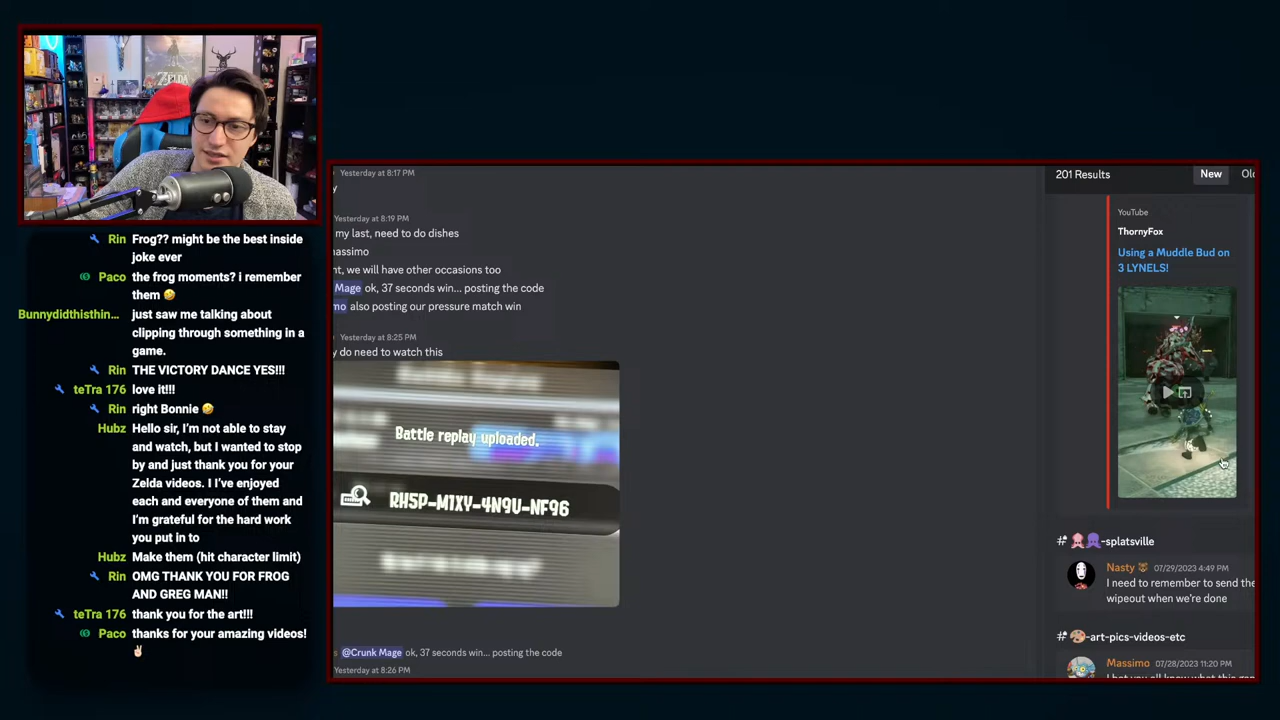 ZELDA
Rin Frog?? might be the best inside
joke ever
Paco the frog moments? i remember
them 🤣
Bunnydidthisthin... just saw me talking about
clipping through something in a
game.
Rin THE VICTORY DANCE YES!!!
teTra 176 love it!!!
Rin right Bonnie 🤣
Hubz Hello sir, I'm not able to stay
and watch, but I wanted to stop
by and just thank you for your
Zelda videos. I I've enjoyed
each and everyone of them and
I'm grateful for the hard work
you put in to
Hubz Make them (hit character limit)
Rin OMG THANK YOU FOR FROG
AND GREG MAN!!
teTra 176 thank you for the art!!!
Paco thanks for your amazing videos!
✌🏻
Yesterday at 8:17 PM
y
Yesterday at 8:19 PM
my last, need to do dishes
assimo
nt, we will have other occasions too
Mage ok, 37 seconds win... posting the code
mo also posting our pressure match win
Yesterday at 8:25 PM
y do need to watch this
Battle replay uploaded.
RH5P-M1XY-4N9U-NF96
@Crunk Mage ok, 37 seconds win... posting the code
Yesterday at 8:26 PM
201 Results
New
Ol
YouTube
ThornyFox
Using a Muddle Bud on
3 LYNELS!
#🦑🐙-splatsville
Nasty 07/29/2023 4:49 PM
I need to remember to send the
wipeout when we're done
#🎨-art-pics-videos-etc
Massimo 07/28/2023 11:20 PM